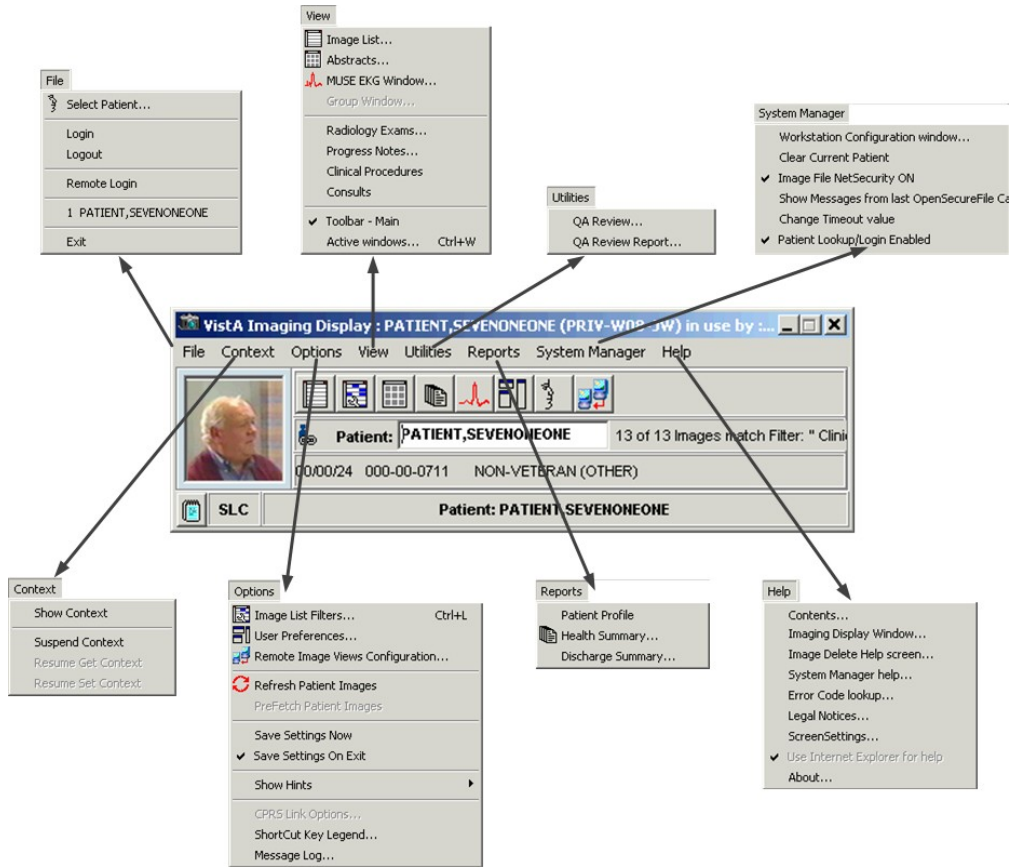 View
Image List...
Abstracts...
MUSE EKG Window...
Group Window...
Radiology Exams...
Progress Notes...
Clinical Procedures
Consults
Toolbar - Main
Active windows... Ctrl+W
File
Select Patient...
Login
Logout
Remote Login
1 PATIENT,SEVENONEONE
Exit
Utilities
QA Review...
QA Review Report...
System Manager
Workstation Configuration window...
Clear Current Patient
Image File NetSecurity ON
Show Messages from last OpenSecureFile Ca
Change Timeout value
Patient Lookup/Login Enabled
VistA Imaging Display : PATIENT,SEVENONEONE (PRIV-W08-JW) in use by :...
File Context Options View Utilities Reports System Manager Help
Patient: PATIENT,SEVENONEONE 13 of 13 Images match Filter: " Clini
00/00/24 000-00-0711 NON-VETERAN (OTHER)
SLC Patient: PATIENT,SEVENONEONE
Context
Show Context
Suspend Context
Resume Get Context
Resume Set Context
Options
Image List Filters... Ctrl+L
User Preferences...
Remote Image Views Configuration...
Refresh Patient Images
PreFetch Patient Images
Save Settings Now
Save Settings On Exit
Show Hints
CPRS Link Options...
ShortCut Key Legend...
Message Log...
Reports
Patient Profile
Health Summary...
Discharge Summary...
Help
Contents...
Imaging Display Window...
Image Delete Help screen...
System Manager help...
Error Code lookup...
Legal Notices...
ScreenSettings...
Use Internet Explorer for help
About...